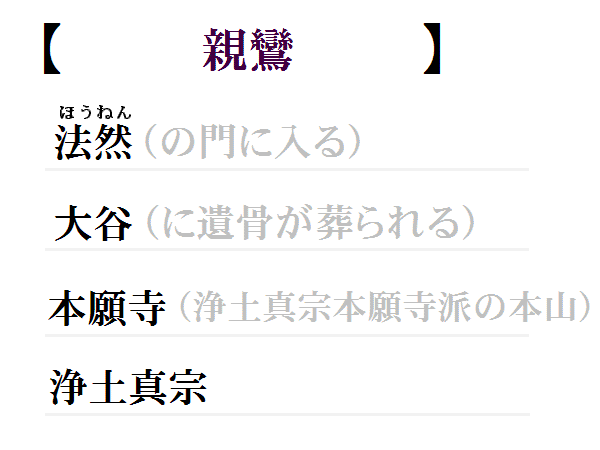 【 親鸞 】
ほうねん
法然（の門に入る）
大谷（に遺骨が葬られる）
本願寺（浄土真宗本願寺派の本山）
浄土真宗